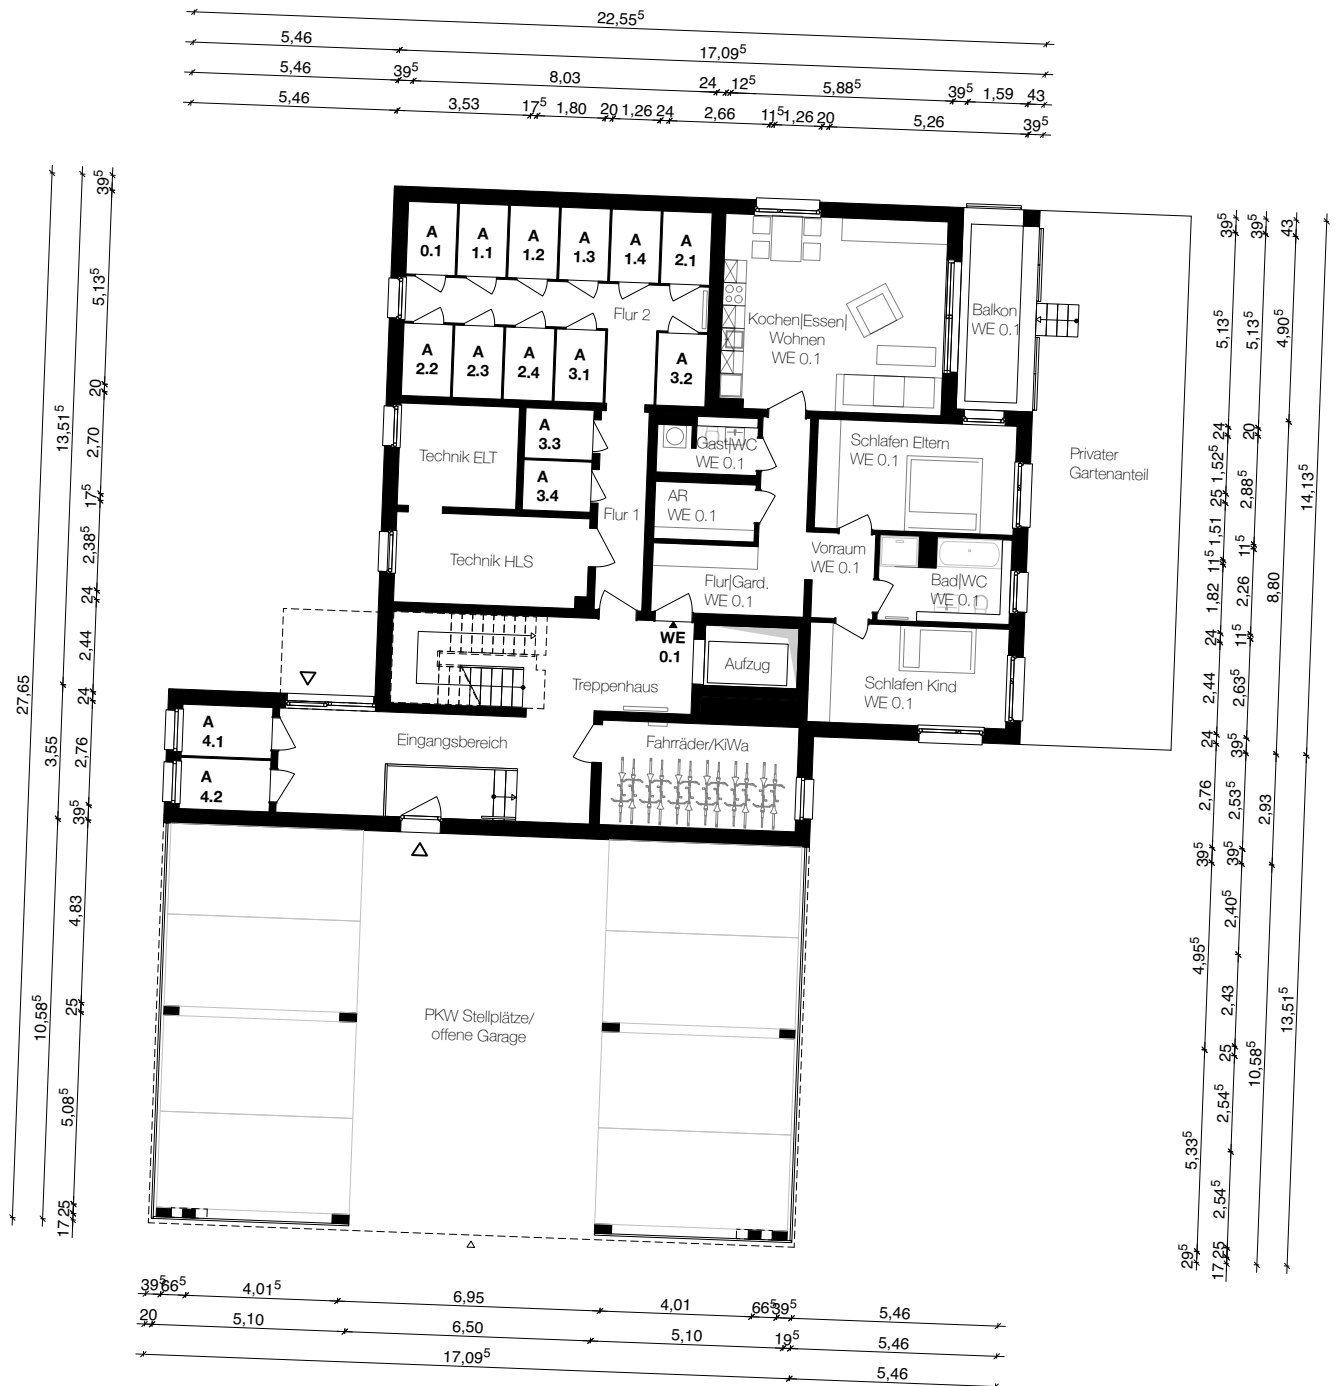 22,55⁵
5,46
17,09⁵
5,46
39⁵
8,03
24
12⁵
5,88⁵
39⁵
1,59
43
5,46
3,53
17⁵
1,80
20
1,26
24
2,66
11⁵
1,26
20
5,26
39⁵
A
0.1
A
1.1
A
1.2
A
1.3
A
1.4
A
2.1
Flur 2
A
2.2
A
2.3
A
2.4
A
3.1
A
3.2
Kochen|Essen|
Wohnen
WE 0.1
Balkon
WE 0.1
Technik ELT
A
3.3
A
3.4
Flur 1
Gast|WC
WE 0.1
AR
WE 0.1
Schlafen Eltern
WE 0.1
Privater
Gartenanteil
Technik HLS
Flur|Gard.
WE 0.1
Vorraum
WE 0.1
Bad|WC
WE 0.1
WE
0.1
Aufzug
Treppenhaus
Schlafen Kind
WE 0.1
A
4.1
A
4.2
Eingangsbereich
Fahrräder/KiWa
PKW Stellplätze/
offene Garage
27,65
13,51⁵
3,55
10,58⁵
39⁵
5,13⁵
20
2,70
17⁵
2,38⁵
24
2,44
24
2,76
39⁵
4,83
25
5,08⁵
25
17
39⁵
5,13⁵
24
1,52⁵
25
1,51
11⁵
1,82
24
2,44
24
2,76
39⁵
4,95⁵
5,33⁵
29⁵
39⁵
5,13⁵
20
2,88⁵
11⁵
2,26
11⁵
2,63⁵
39⁵
2,53⁵
39⁵
2,40⁵
2,43
25
2,54⁵
2,54⁵
25
17
43
4,90⁵
8,80
2,93
10,58⁵
14,13⁵
13,51⁵
39⁵
66⁵
4,01⁵
6,95
4,01
66⁵
39⁵
5,46
20
5,10
6,50
5,10
19⁵
5,46
17,09⁵
5,46